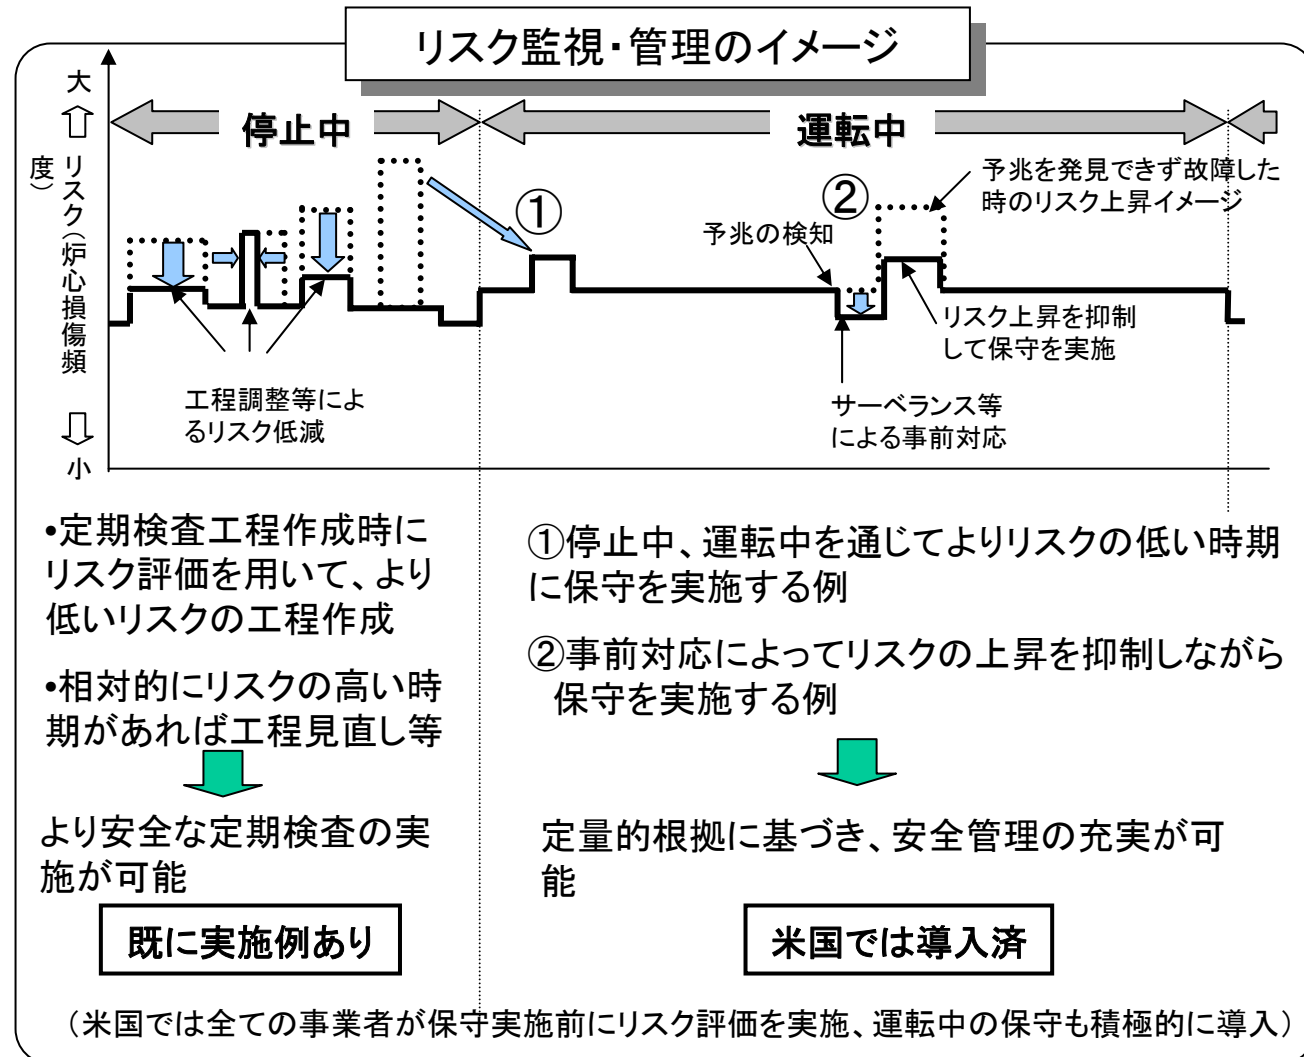 リスク監視・管理のイメージ
大
リスク(炉心損傷頻
度)
小
停止中
運転中
①
②
予兆の検知
予兆を発見できず故障した
時のリスク上昇イメージ
工程調整等によ
るリスク低減
リスク上昇を抑制
して保守を実施
サーベランス等
による事前対応
•定期検査工程作成時に
リスク評価を用いて、より
低いリスクの工程作成
•相対的にリスクの高い時
期があれば工程見直し等
より安全な定期検査の実
施が可能
既に実施例あり
①停止中、運転中を通じてよりリスクの低い時期
に保守を実施する例
②事前対応によってリスクの上昇を抑制しながら
保守を実施する例
定量的根拠に基づき、安全管理の充実が可
能
米国では導入済
(米国では全ての事業者が保守実施前にリスク評価を実施、運転中の保守も積極的に導入)